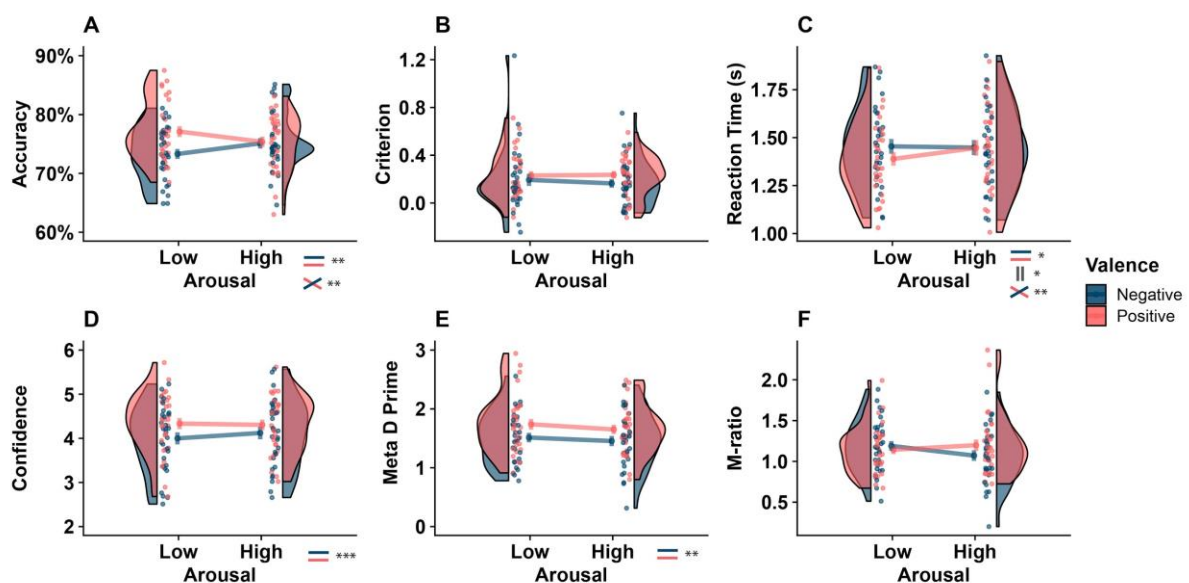 A
Accuracy
90%
80%
70%
60%
Low High
Arousal
**
**
B
Criterion
1.2
0.8
0.4
0.0
Low High
Arousal
C
Reaction Time (s)
1.75
1.50
1.25
1.00
Low High
Arousal
*
*
**
Valence
Negative
Positive
D
Confidence
6
5
4
3
2
Low High
Arousal
***
E
Meta D Prime
3
2
1
0
Low High
Arousal
**
F
M-ratio
2.0
1.5
1.0
0.5
Low High
Arousal